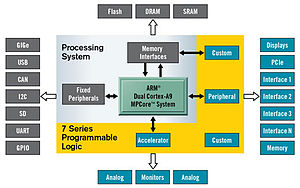 Flash
DRAM
SRAM
GIGe
USB
CAN
I2C
SD
UART
GPIO
Processing
System
Memory
Interfaces
Custom
Fixed
Peripherals
ARM®
Dual Cortex-A9
MPCore™ System
Peripheral
7 Series
Programmable
Logic
Accelerator
Custom
Displays
PCIe
Interface 1
Interface 2
Interface 3
Interface N
Memory
Analog
Monitors
Analog